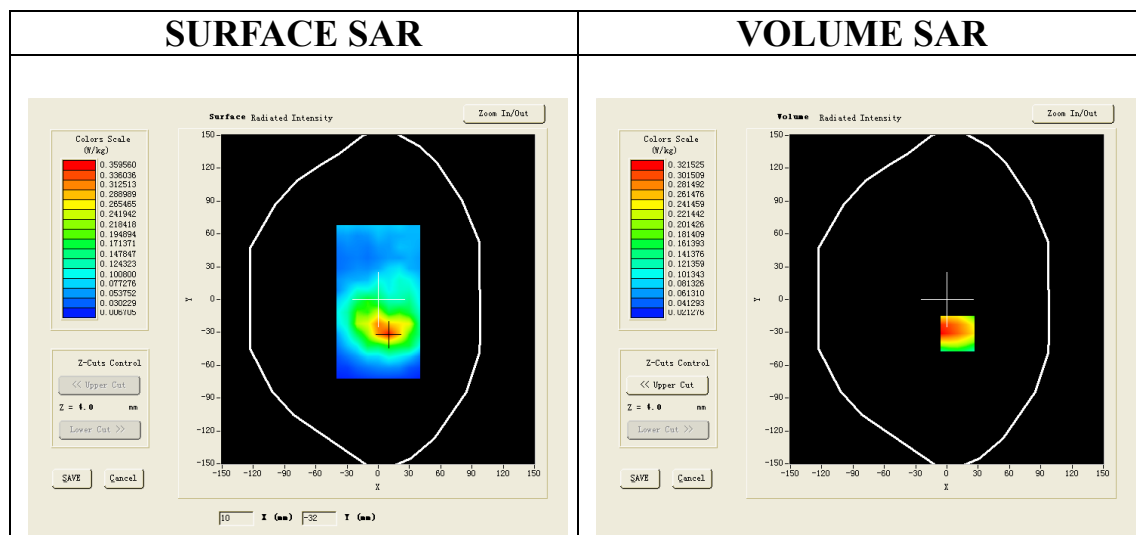 SURFACE SAR
VOLUME SAR
Surface Radiated Intensity
Zoom In/Out
Colors Scale
(W/kg)
0.359560
0.336036
0.312513
0.288989
0.265465
0.241942
0.218418
0.194894
0.171371
0.147847
0.124323
0.100800
0.077276
0.053752
0.030229
0.006705
150
120
90
60
30
0
-30
-60
-90
-120
-150
Y
-150 -120 -90 -60 -30 0 30 60 90 120 150
X
Z-Cuts Control
<< Upper Cut
Z = 4.0 mm
Lower Cut >>
SAVE Cancel
10 X (mm) -32 Y (mm)
Volume Radiated Intensity
Zoom In/Out
Colors Scale
(W/kg)
0.321525
0.301509
0.281492
0.261476
0.241459
0.221442
0.201426
0.181409
0.161393
0.141376
0.121359
0.101343
0.081326
0.061310
0.041293
0.021276
150
120
90
60
30
0
-30
-60
-90
-120
-150
Y
-150 -120 -90 -60 -30 0 30 60 90 120 150
X
Z-Cuts Control
<< Upper Cut
Z = 4.0 mm
Lower Cut >>
SAVE Cancel